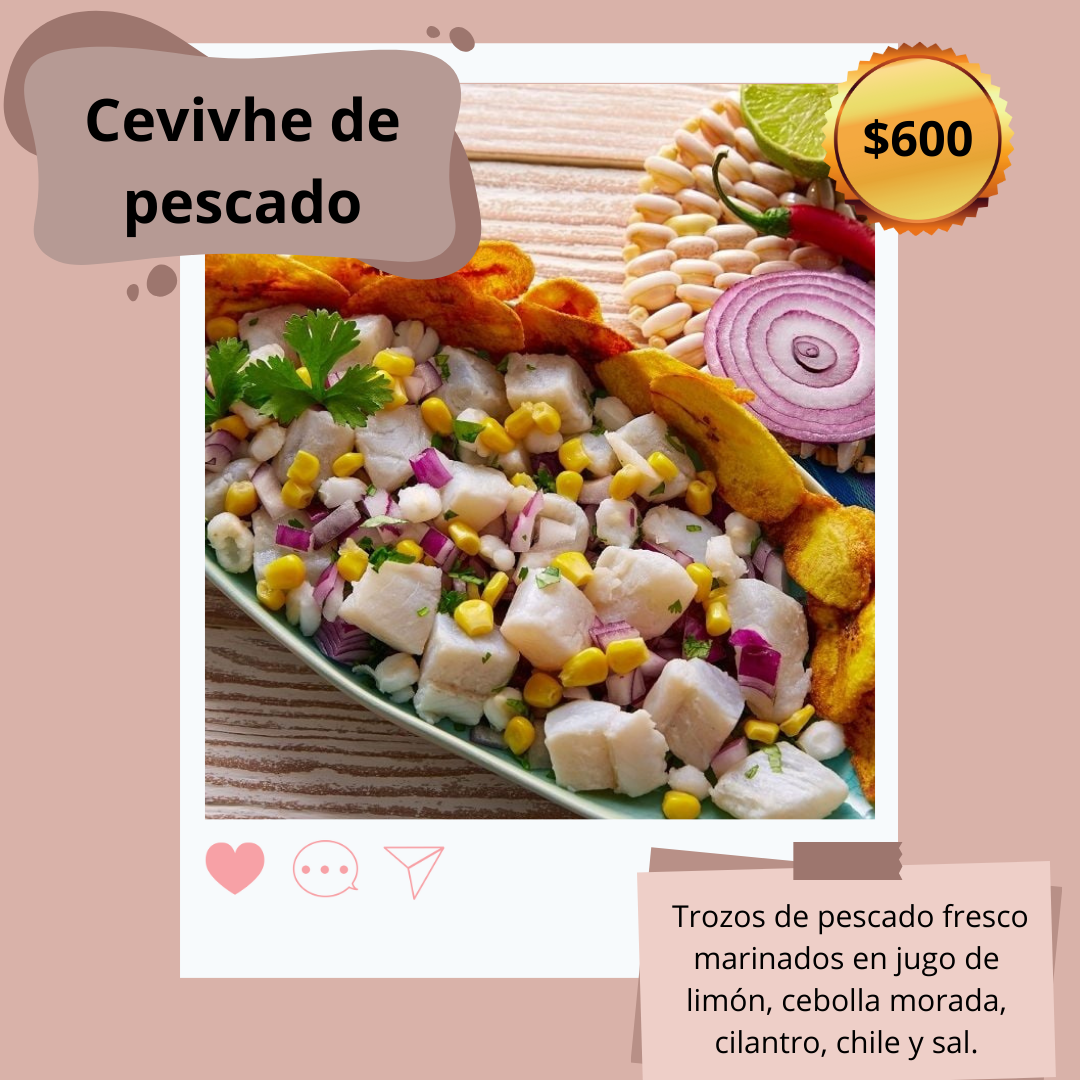 Cevivhe de
pescado
$600
Trozos de pescado fresco
marinados en jugo de
limón, cebolla morada,
cilantro, chile y sal.